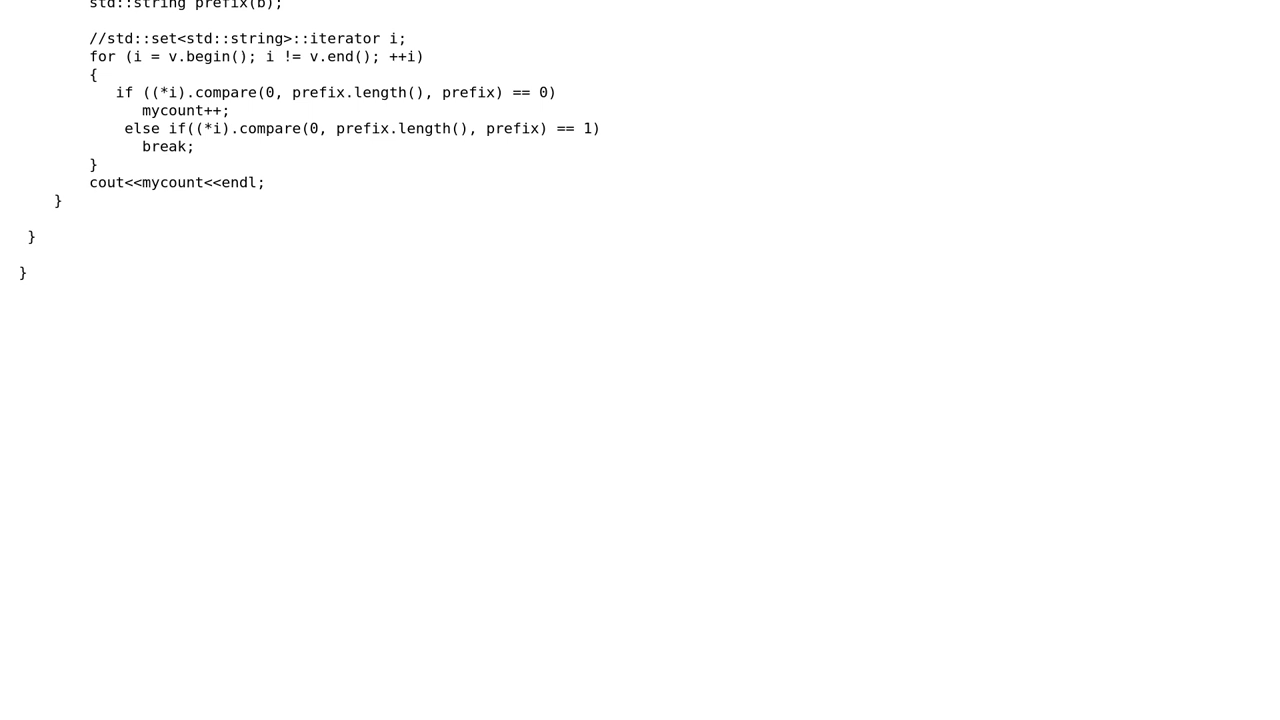 std::string prefix(b);
//std::set<std::string>::iterator i;
for (i = v.begin(); i != v.end(); ++i)
{
if ((*i).compare(0, prefix.length(), prefix) == 0)
mycount++;
else if((*i).compare(0, prefix.length(), prefix) == 1)
break;
}
cout<<mycount<<endl;
}
}
}